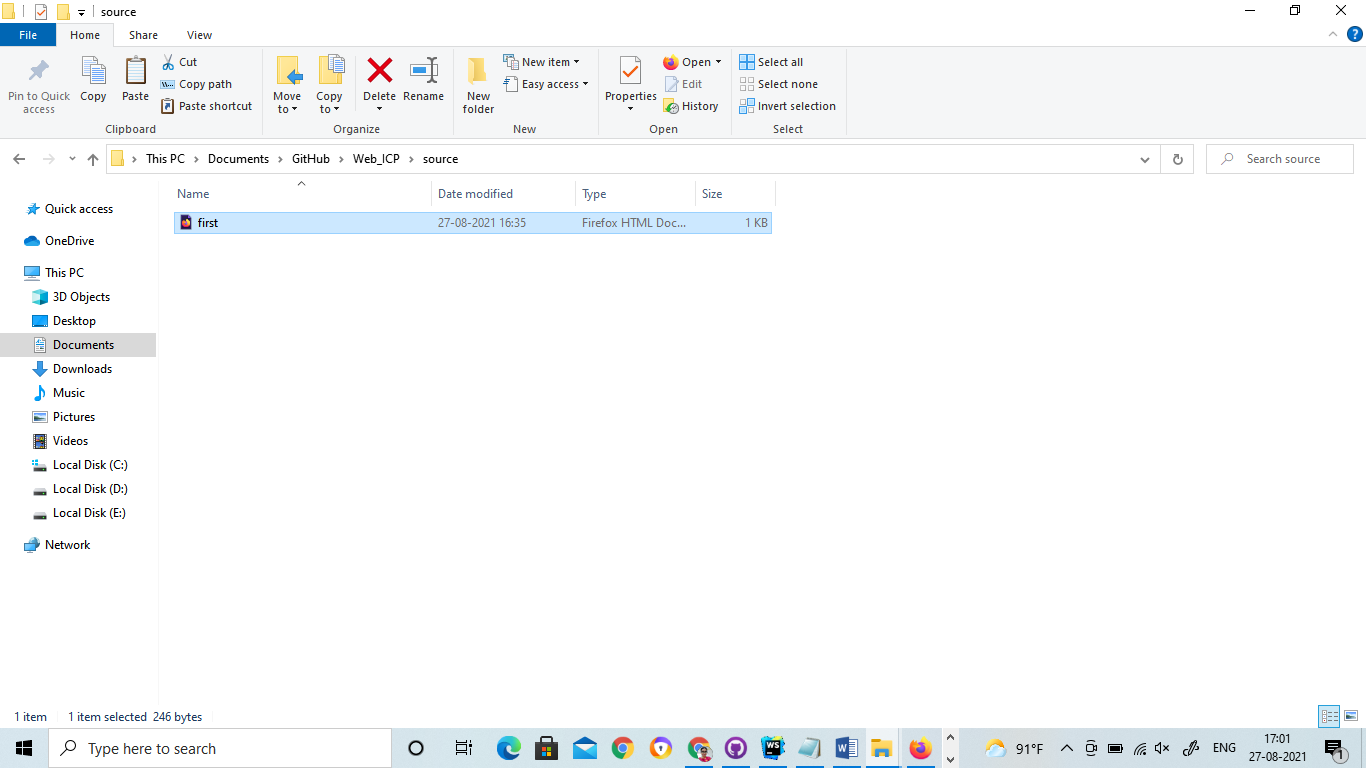 source
File Home Share View
Pin to Quick access
Copy
Paste
Cut
Copy path
Paste shortcut
Clipboard
Move to
Copy to
Delete
Rename
Organize
New folder
New item
Easy access
New
Properties
Open
Edit
History
Open
Select all
Select none
Invert selection
Select
This PC > Documents > GitHub > Web_ICP > source
Search source
Name Date modified Type Size
first 27-08-2021 16:35 Firefox HTML Doc... 1 KB
Quick access
OneDrive
This PC
3D Objects
Desktop
Documents
Downloads
Music
Pictures
Videos
Local Disk (C:)
Local Disk (D:)
Local Disk (E:)
Network
1 item 1 item selected 246 bytes
Type here to search
WS
91°F
ENG
17:01
27-08-2021
1